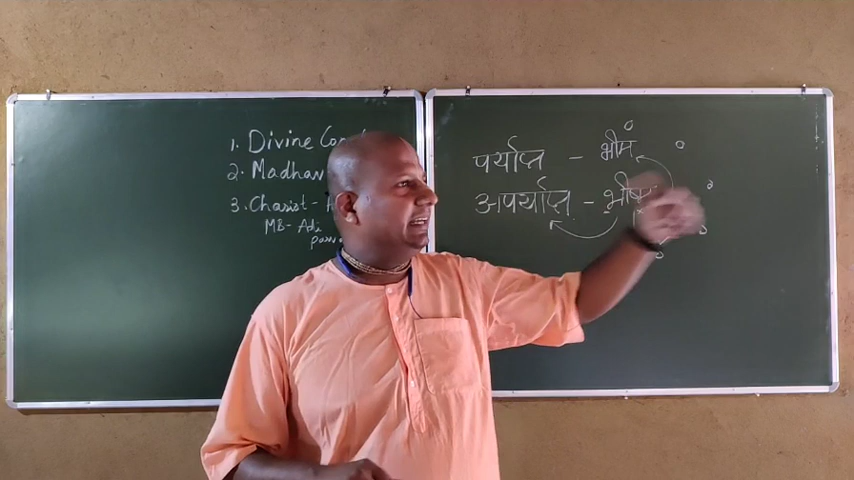 1. Divine
2. Madhav
3. Chariot -
MB- Adi
पर्याप्त - भीम
अपर्याप्त - भीष्म